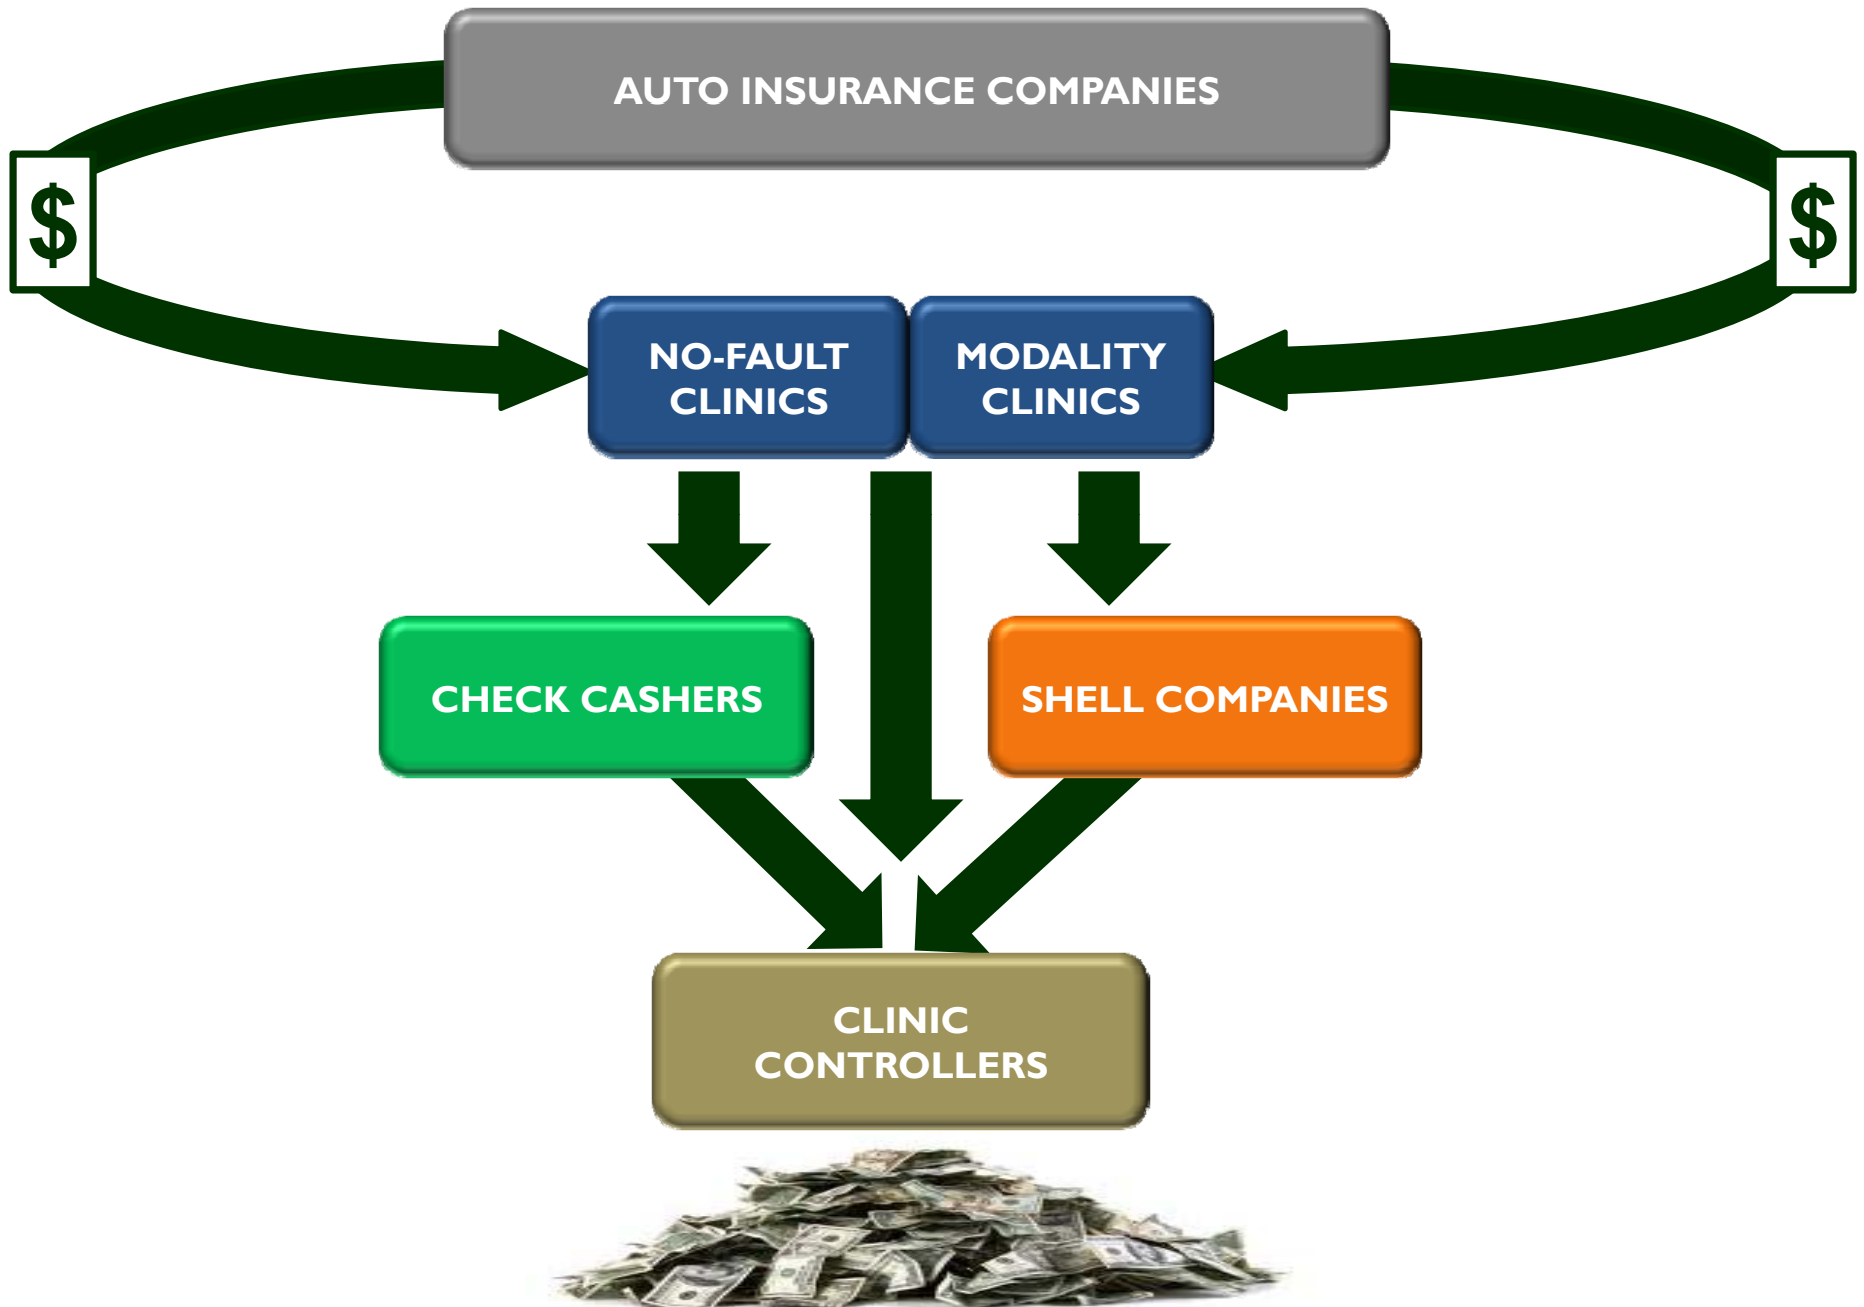 AUTO INSURANCE COMPANIES
$
$
NO-FAULT
CLINICS
MODALITY
CLINICS
CHECK CASHERS
SHELL COMPANIES
CLINIC
CONTROLLERS